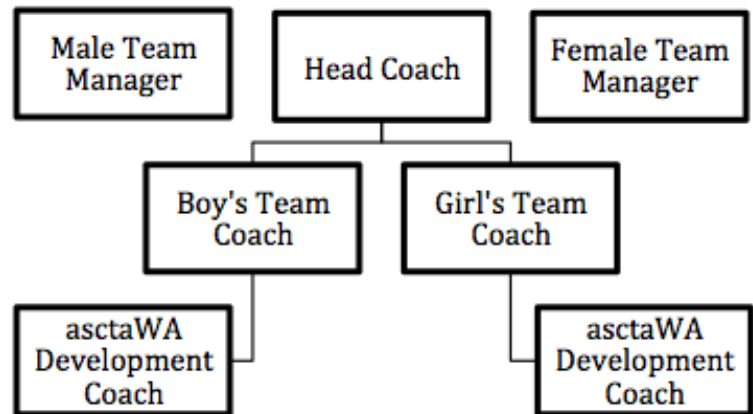 Male Team
Manager
Head Coach
Female Team
Manager
Boy's Team
Coach
Girl's Team
Coach
asctaWA
Development
Coach
asctaWA
Development
Coach